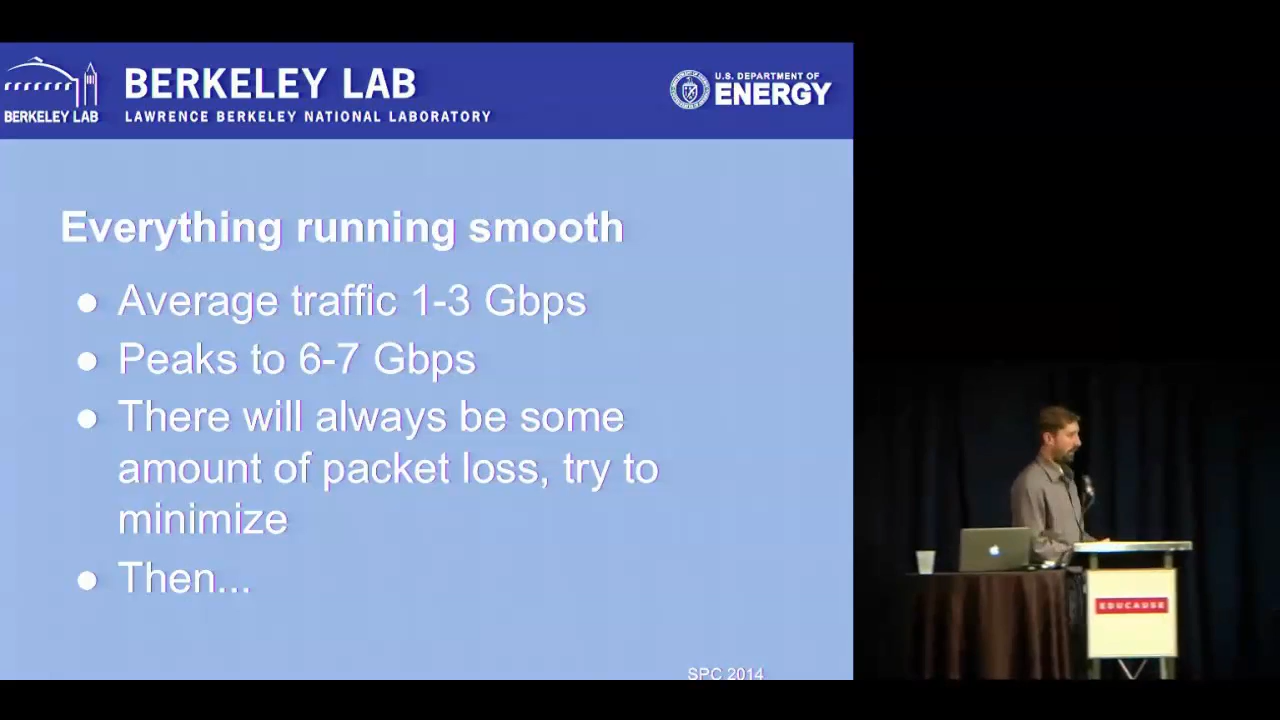 BERKELEY LAB
BERKELEY LAB
LAWRENCE BERKELEY NATIONAL LABORATORY
U.S. DEPARTMENT OF
ENERGY
Everything running smooth
● Average traffic 1-3 Gbps
● Peaks to 6-7 Gbps
● There will always be some
amount of packet loss, try to
minimize
● Then...
SPC 2014
EDUCAUSE